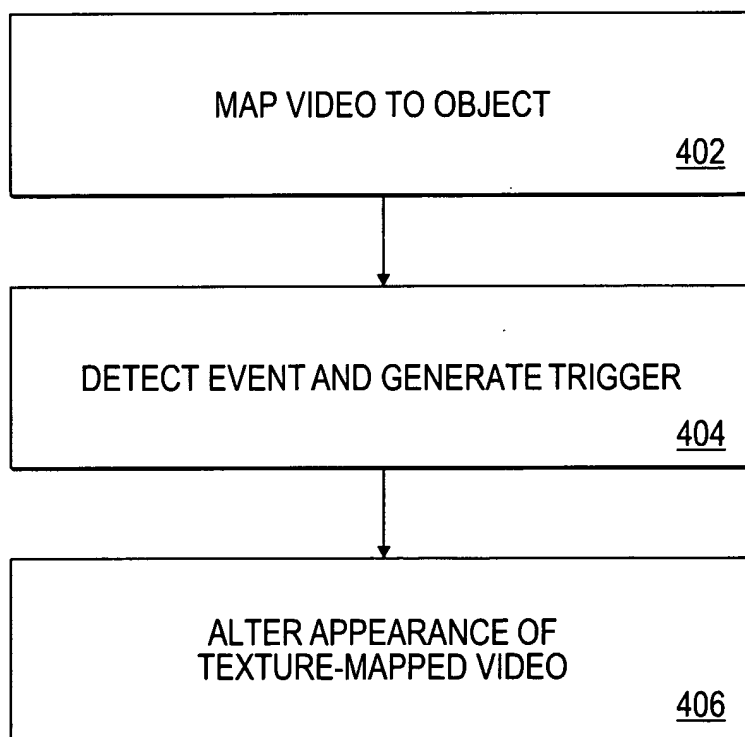 MAP VIDEO TO OBJECT
402
DETECT EVENT AND GENERATE TRIGGER
404
ALTER APPEARANCE OF
TEXTURE-MAPPED VIDEO
406